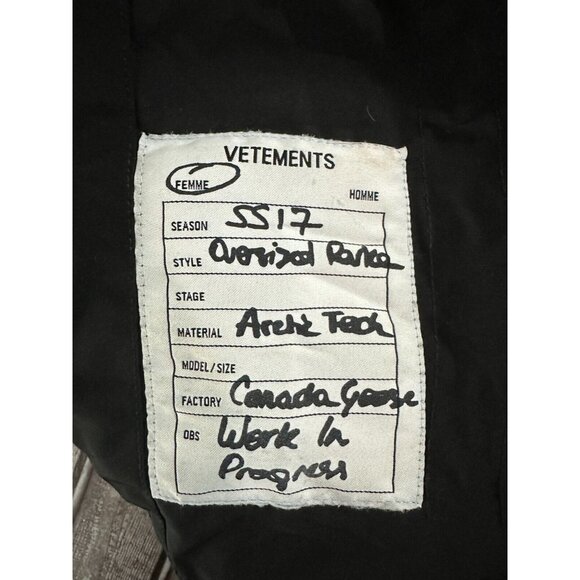 VETEMENTS
FEMME HOMME
SEASON SS17
STYLE Oversized Parka
STAGE
MATERIAL Arctic Tech
MODEL/SIZE
FACTORY Canada Goose
OBS Work In
Progress